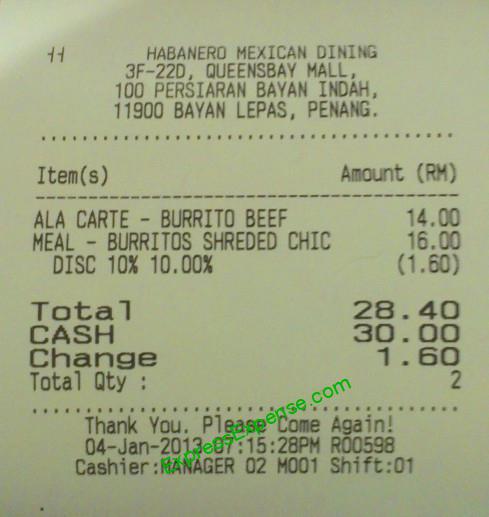 HABANERO MEXICAN DINING
3F-22D, QUEENSBAY MALL,
100 PERSIARAN BAYAN INDAH,
11900 BAYAN LEPAS, PENANG.
Item(s) Amount (RM)
ALA CARTE - BURRITO BEEF 14.00
MEAL - BURRITOS SHREDED CHIC 16.00
DISC 10% 10.00% (1.60)
Total 28.40
CASH 30.00
Change 1.60
Total Qty : 2
Thank You. Please Come Again!
04-Jan-2013 07:15:28PM R00598
Cashier:MANAGER 02 M001 Shift:01
ExpressExpense.com